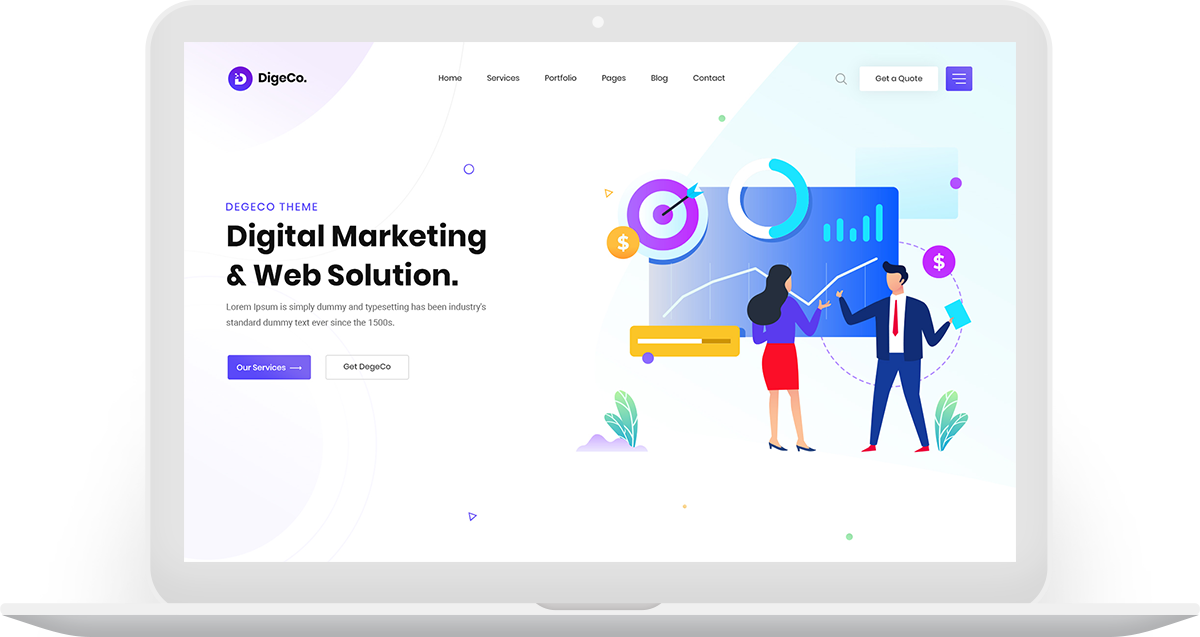 DigeCo.
Home Services Portfolio Pages Blog Contact
Get a Quote
DEGECO THEME
Digital Marketing
& Web Solution.
Lorem Ipsum is simply dummy and typesetting has been industry's
standard dummy text ever since the 1500s.
Our Services ⟶
Get DegeCo
$
$